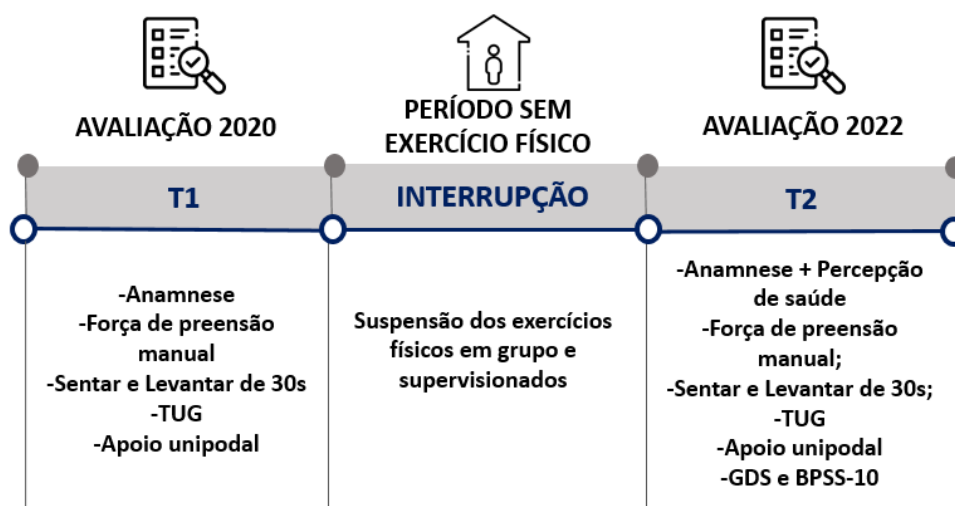 AVALIAÇÃO 2020
PERÍODO SEM
EXERCÍCIO FÍSICO
AVALIAÇÃO 2022
T1
INTERRUPÇÃO
T2
-Anamnese
-Força de preensão
manual
-Sentar e Levantar de 30s
-TUG
-Apoio unipodal
Suspensão dos exercícios
físicos em grupo e
supervisionados
-Anamnese + Percepção
de saúde
-Força de preensão
manual;
-Sentar e Levantar de 30s;
-TUG
-Apoio unipodal
-GDS e BPSS-10